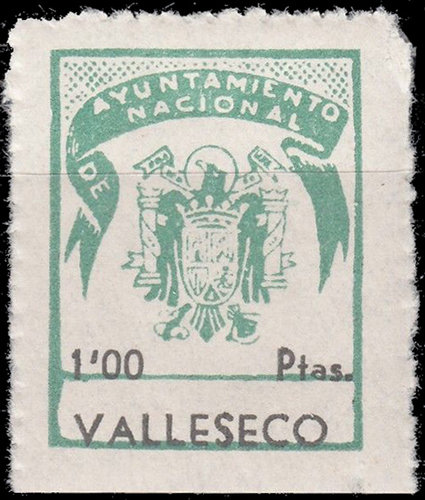 AYUNTAMIENTO
NACIONAL
DE
1'00 Ptas.
VALLESECO